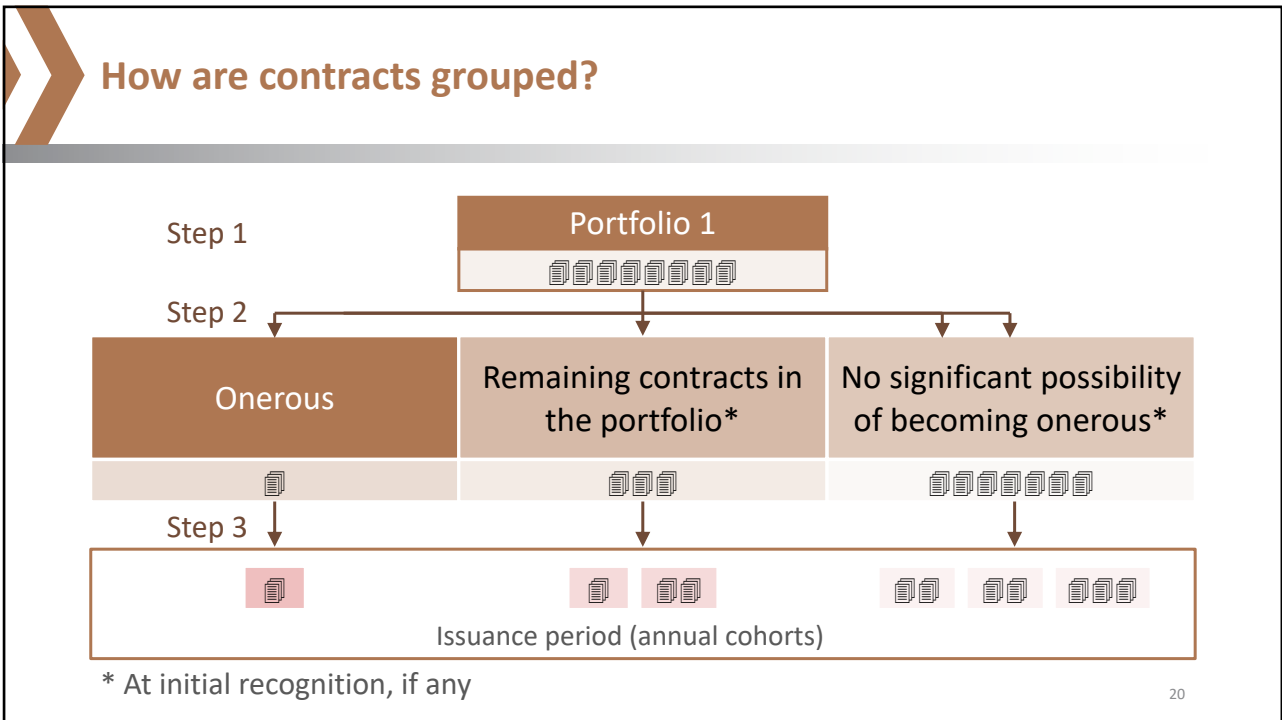 How are contracts grouped?
Step 1
Portfolio 1
Step 2
Onerous
Remaining contracts in
the portfolio*
No significant possibility
of becoming onerous*
Step 3
Issuance period (annual cohorts)
* At initial recognition, if any
20